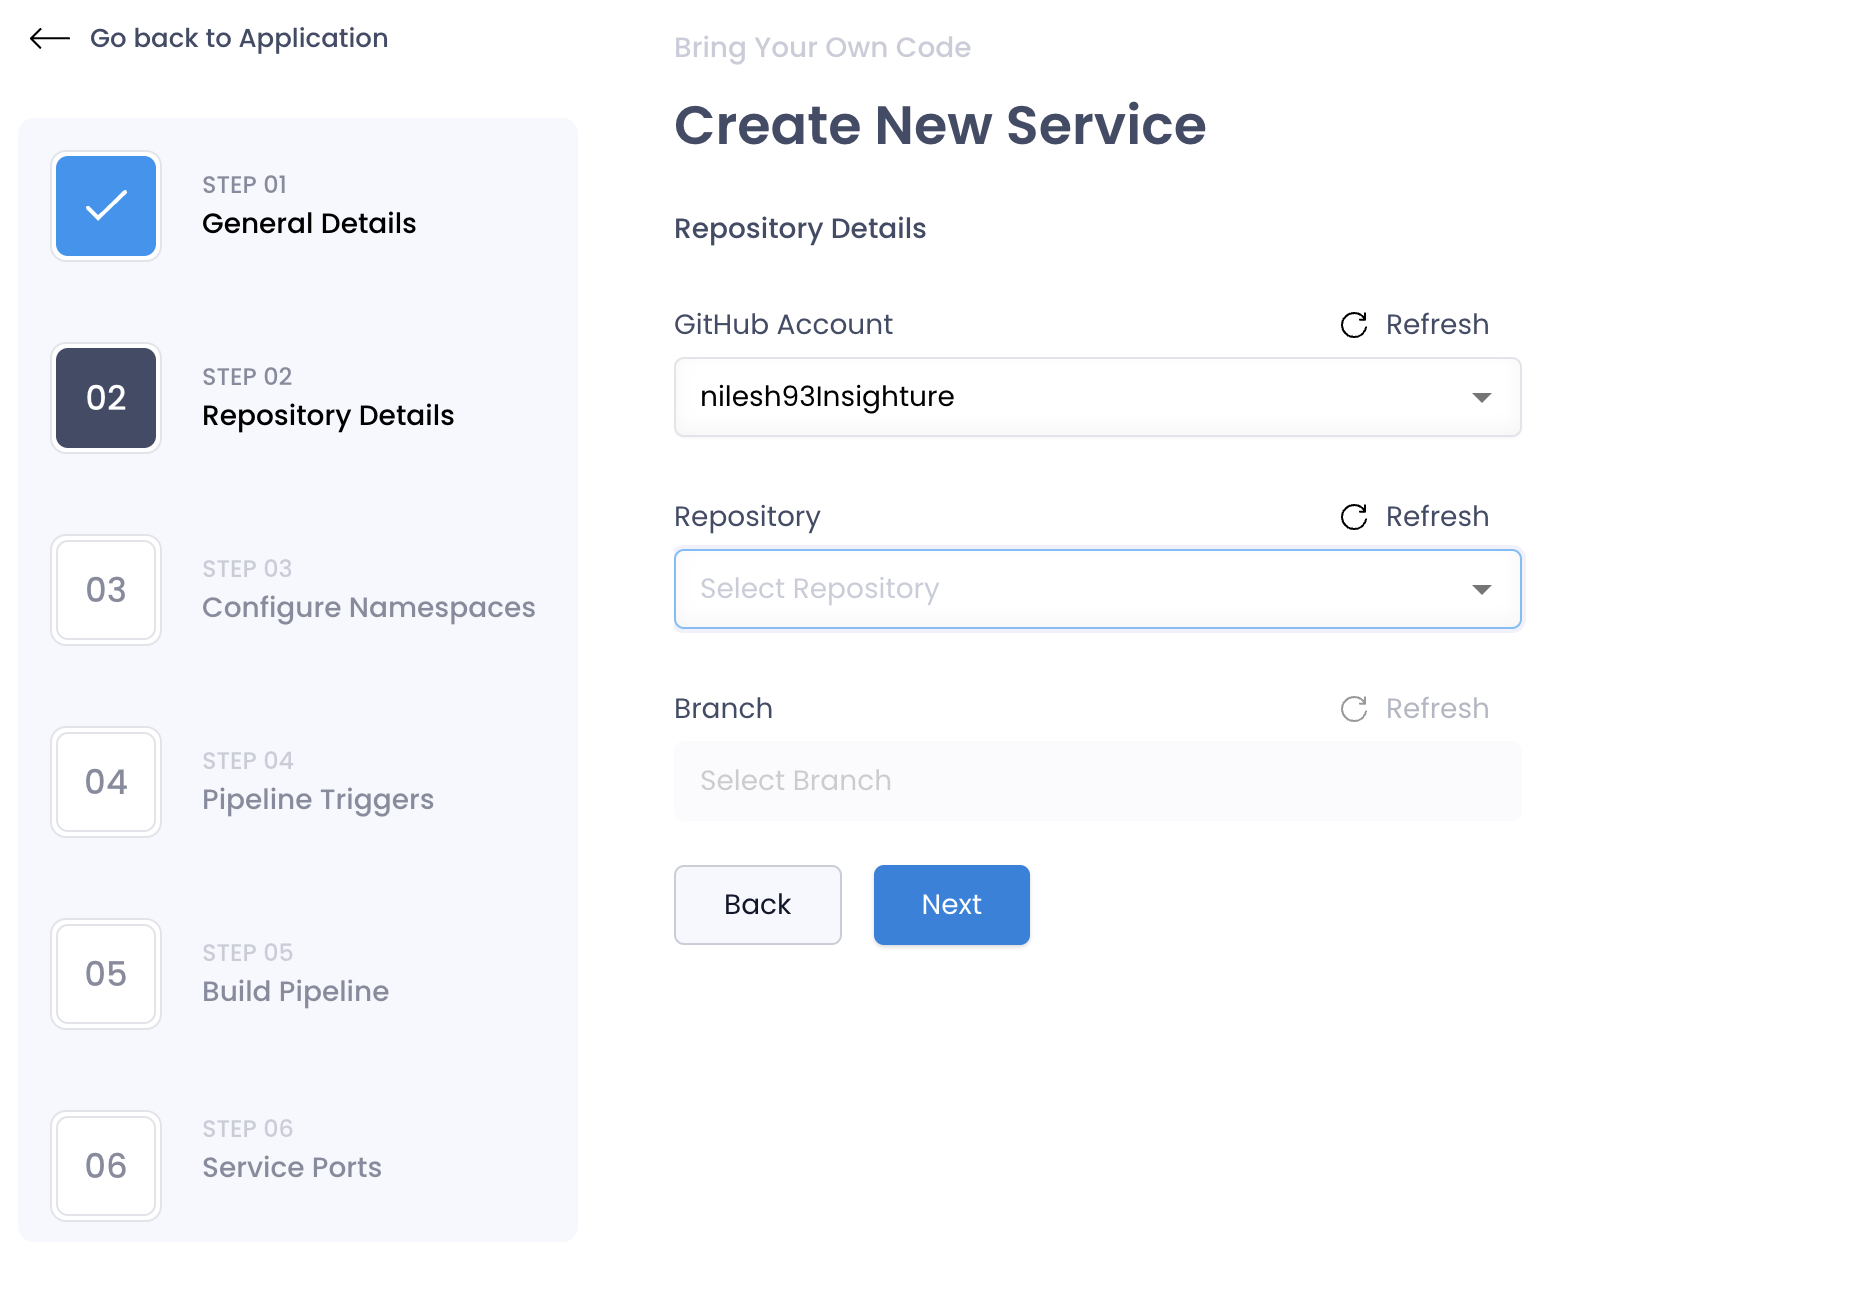 Go back to Application
STEP 01
General Details
02
STEP 02
Repository Details
03
STEP 03
Configure Namespaces
04
STEP 04
Pipeline Triggers
05
STEP 05
Build Pipeline
06
STEP 06
Service Ports
Bring Your Own Code
Create New Service
Repository Details
GitHub Account
Refresh
nilesh93Insighture
Repository
Refresh
Select Repository
Branch
Refresh
Select Branch
Back
Next